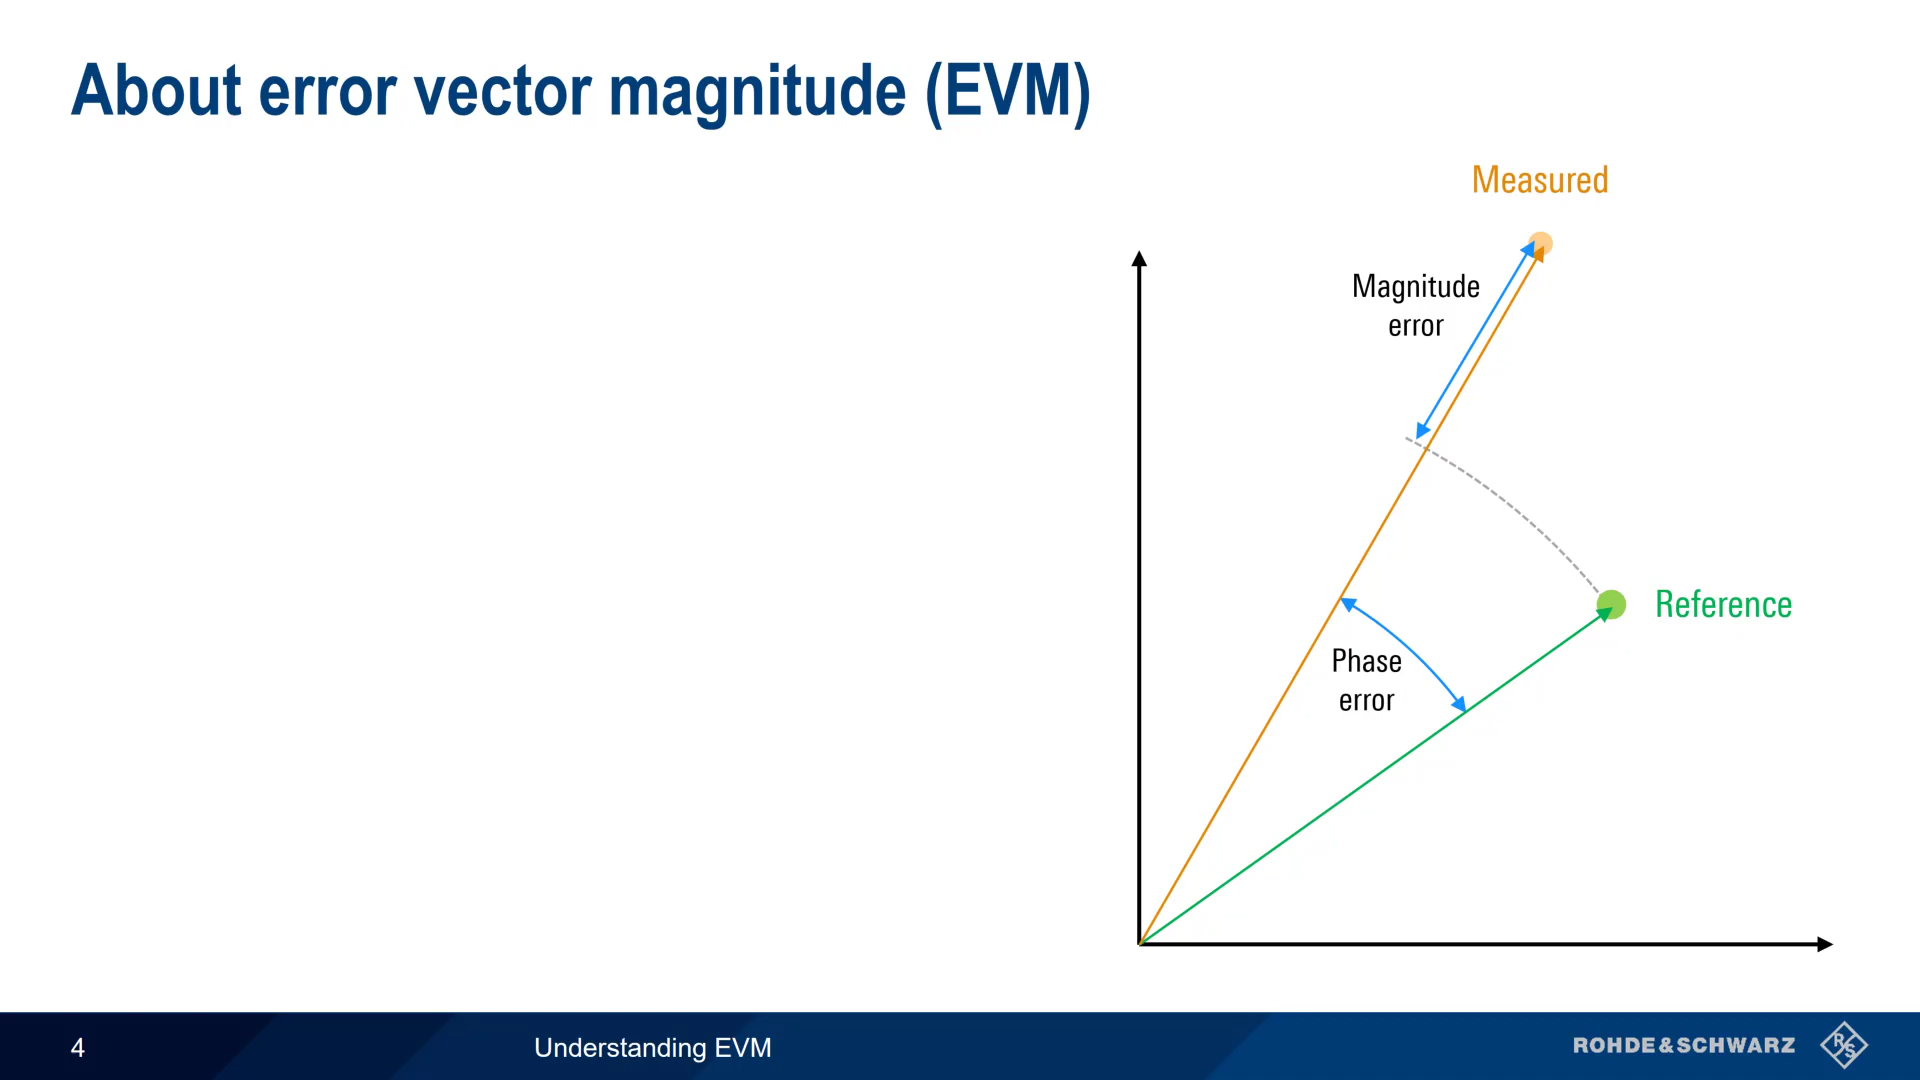 About error vector magnitude (EVM)
Measured
Magnitude
error
Reference
Phase
error
4
Understanding EVM
ROHDE&SCHWARZ
R
S